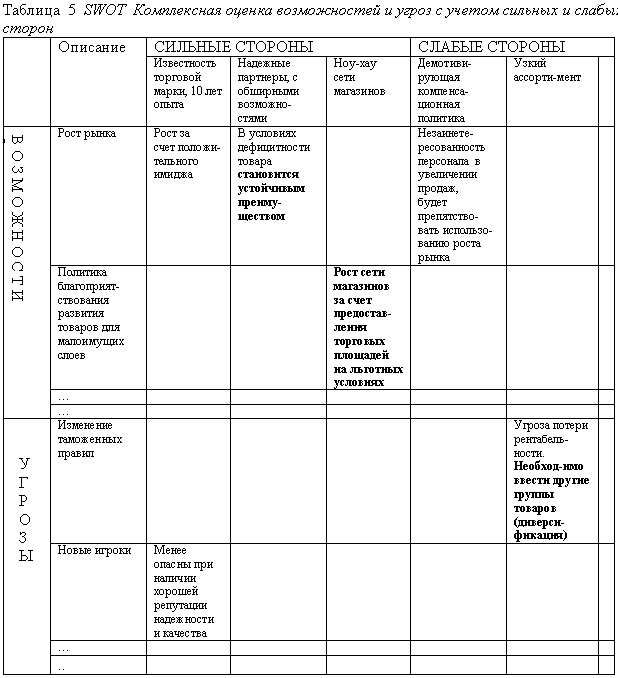 Таблица 5 SWOT Комплексная оценка возможностей и угроз с учетом сильных и слабых
сторон
Описание
СИЛЬНЫЕ СТОРОНЫ
СЛАБЫЕ СТОРОНЫ
Известность
торговой
марки, 10 лет
опыта
Надежные
партнеры, с
обширными
возможно-
стями
Ноу-хау
сети
магазинов
Демотиви-
рующая
компенса-
ционная
политика
Узкий
ассорти-мент
ВОЗМОЖНОСТИ
Рост рынка
Рост за
счет положи-
тельного
имиджа
В условиях
дефицитности
товара
становится
устойчивым
преиму-
ществом
Незаинете-
ресованность
персонала в
увеличении
продаж,
будет
препятство-
вать использо-
ванию роста
рынка
Политика
благоприят-
ствования
развития
товаров для
малоимущих
слоев
Рост сети
магазинов
за счет
предостав-
ления
торговых
площадей
на льготных
условиях
...
...
УГРОЗЫ
Изменение
таможенных
правил
Угроза потери
рентабель-
ности.
Необход-имо
ввести другие
группы
товаров
(диверси-
фикация)
Новые игроки
Менее
опасны при
наличии
хорошей
репутации
надежности
и качества
...
..